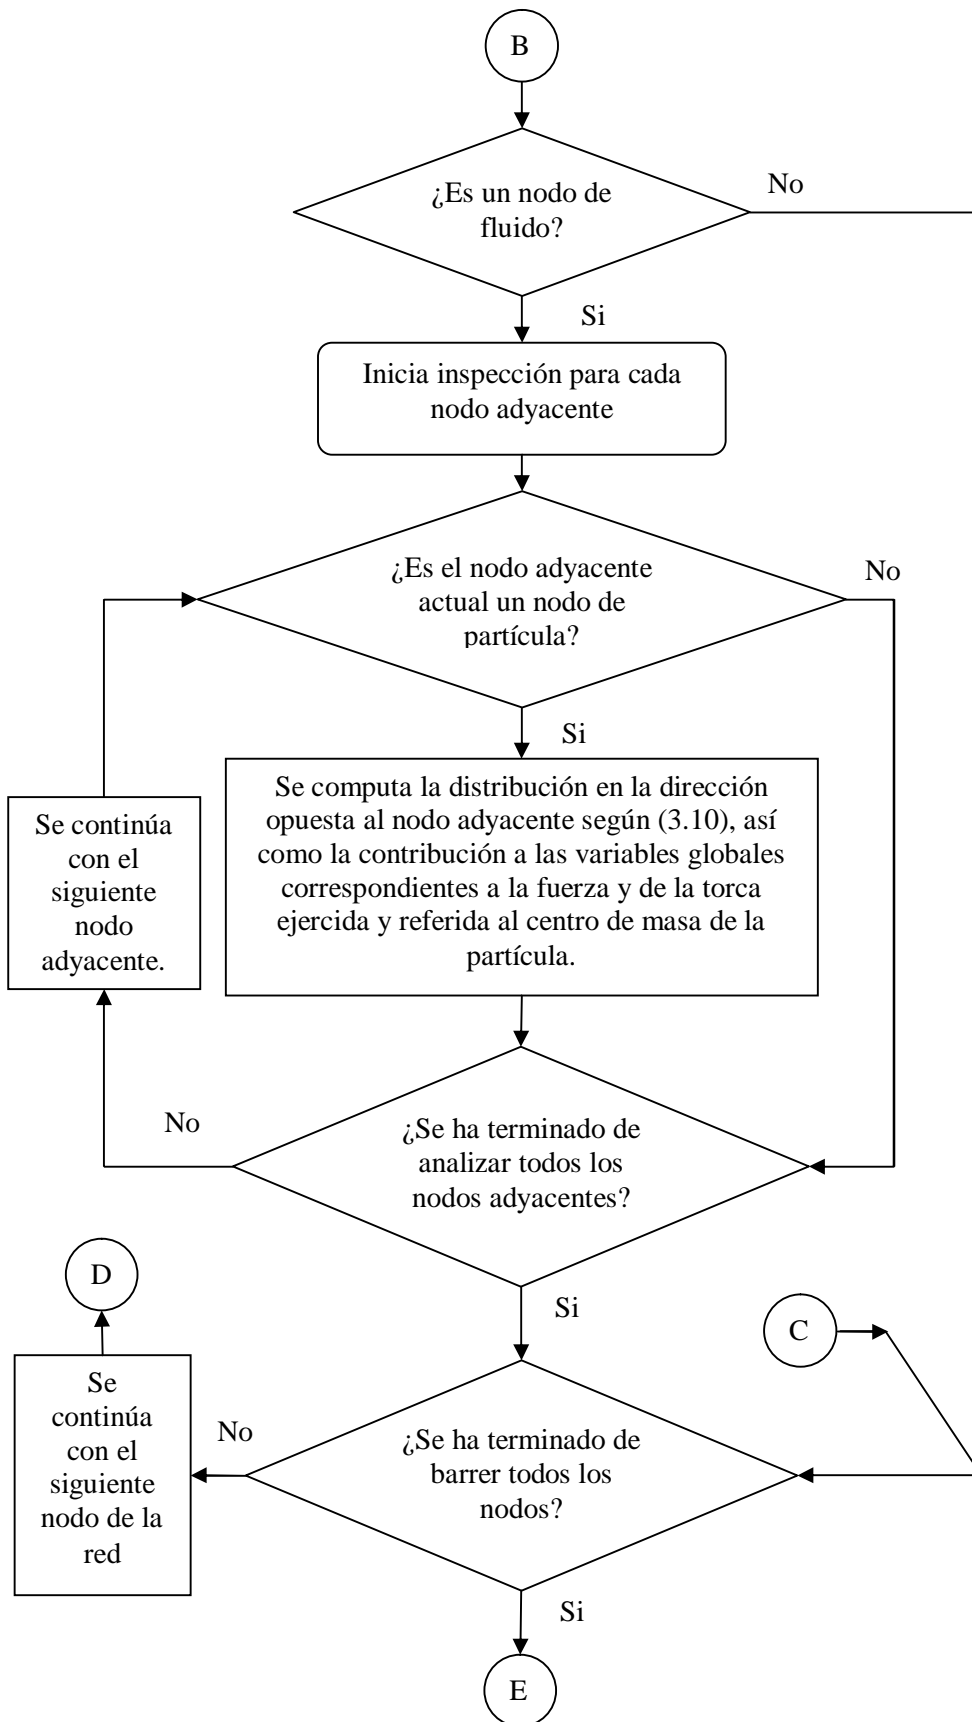 B
¿Es un nodo de
fluido?
No
Si
Inicia inspección para cada
nodo adyacente
¿Es el nodo adyacente
actual un nodo de
partícula?
No
Si
Se computa la distribución en la dirección
opuesta al nodo adyacente según (3.10), así
como la contribución a las variables globales
correspondientes a la fuerza y de la torca
ejercida y referida al centro de masa de la
partícula.
Se continúa
con el
siguiente
nodo
adyacente.
No
¿Se ha terminado de
analizar todos los
nodos adyacentes?
D
Si
C
Se
continúa
con el
siguiente
nodo de la
red
No
¿Se ha terminado de
barrer todos los
nodos?
Si
E